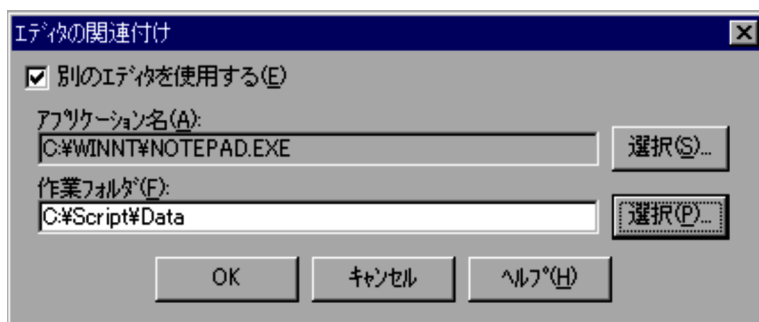 ｴﾃﾞｨﾀの関連付け
別のｴﾃﾞｨﾀを使用する(E)
ｱﾌﾟﾘｹｰｼｮﾝ名(A):
C:¥WINNT¥NOTEPAD.EXE
選択(S)...
作業ﾌｫﾙﾀﾞ(F):
C:¥Script¥Data
選択(P)...
OK
ｷｬﾝｾﾙ
ﾍﾙﾌﾟ(H)